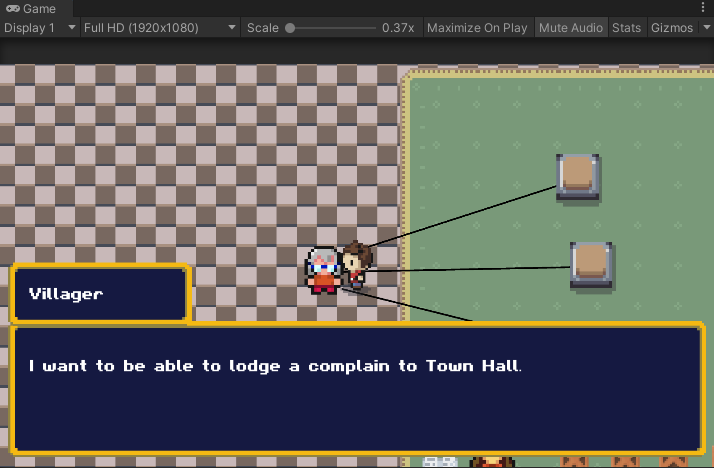 Game
Display 1 Full HD (1920x1080) Scale 0.37x Maximize On Play Mute Audio Stats Gizmos
Villager
I want to be able to lodge a complain to Town Hall.